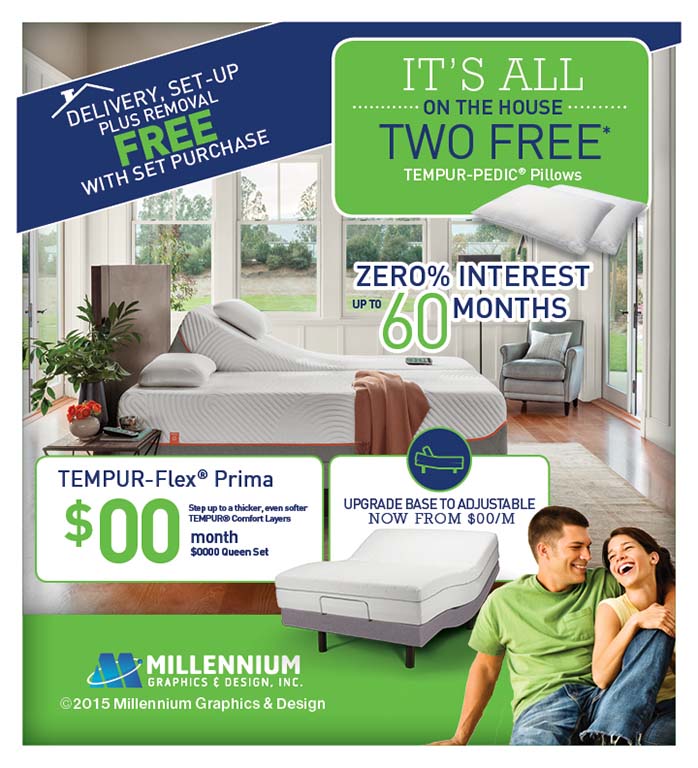 DELIVERY, SET-UP
PLUS REMOVAL
FREE
WITH SET PURCHASE
IT'S ALL
ON THE HOUSE
TWO FREE*
TEMPUR-PEDIC® Pillows
ZERO% INTEREST
UP TO 60 MONTHS
TEMPUR-Flex® Prima
$00
Step up to a thicker, even softer
TEMPUR® Comfort Layers
month
$0000 Queen Set
UPGRADE BASE TO ADJUSTABLE
NOW FROM $00/M
MILLENNIUM
GRAPHICS & DESIGN, INC.
©2015 Millennium Graphics & Design